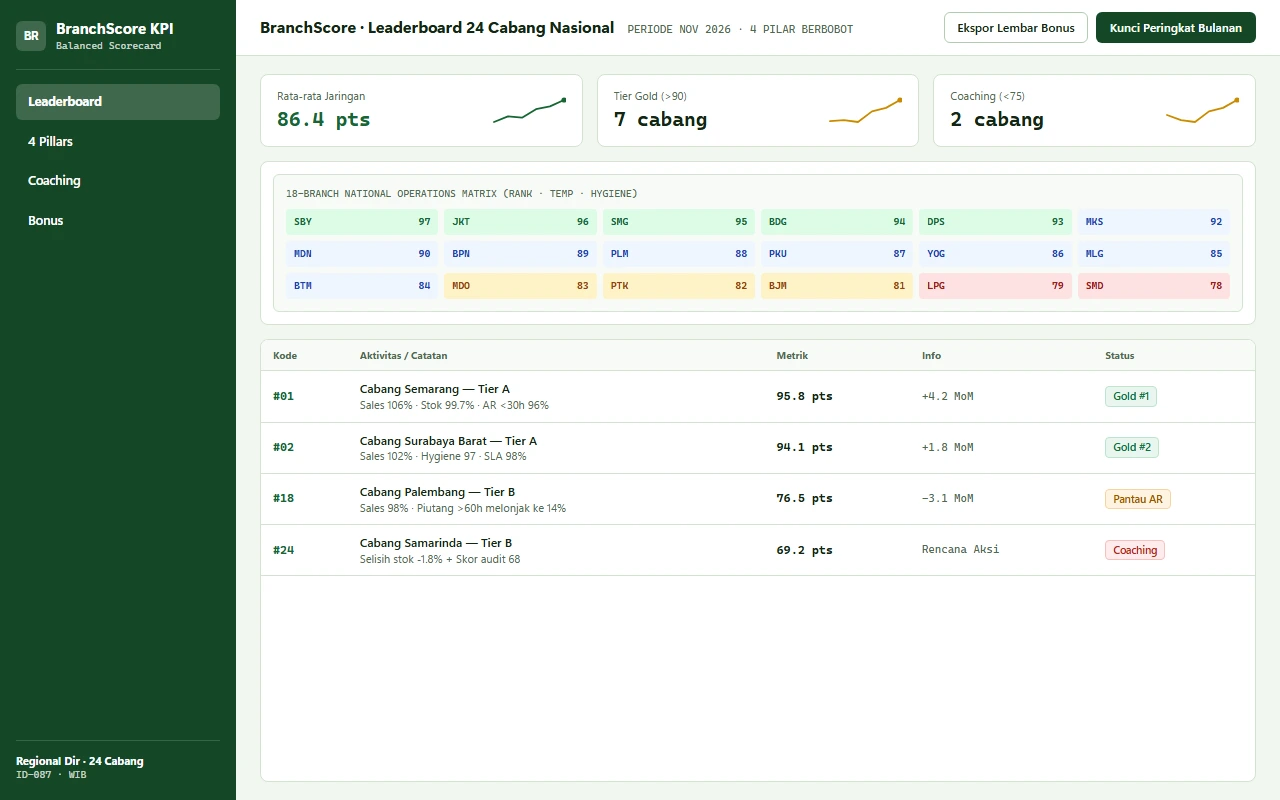 BR
BranchScore KPI
Balanced Scorecard
Leaderboard
4 Pillars
Coaching
Bonus
Regional Dir · 24 Cabang
ID-087 · WIB
BranchScore · Leaderboard 24 Cabang Nasional
PERIODE NOV 2026 · 4 PILAR BERBOBOT
Ekspor Lembar Bonus
Kunci Peringkat Bulanan
Rata-rata Jaringan
86.4 pts
Tier Gold (>90)
7 cabang
Coaching (<75)
2 cabang
18-BRANCH NATIONAL OPERATIONS MATRIX (RANK · TEMP · HYGIENE)
SBY 97 JKT 96 SMG 95 BDG 94 DPS 93 MKS 92
MDN 90 BPN 89 PLM 88 PKU 87 YOG 86 MLG 85
BTM 84 MDO 83 PTK 82 BJM 81 LPG 79 SMD 78
Kode Aktivitas / Catatan Metrik Info Status
#01 Cabang Semarang — Tier A 95.8 pts +4.2 MoM Gold #1
Sales 106% · Stok 99.7% · AR <30h 96%
#02 Cabang Surabaya Barat — Tier A 94.1 pts +1.8 MoM Gold #2
Sales 102% · Hygiene 97 · SLA 98%
#18 Cabang Palembang — Tier B 76.5 pts −3.1 MoM Pantau AR
Sales 98% · Piutang >60h melonjak ke 14%
#24 Cabang Samarinda — Tier B 69.2 pts Rencana Aksi Coaching
Selisih stok -1.8% + Skor audit 68